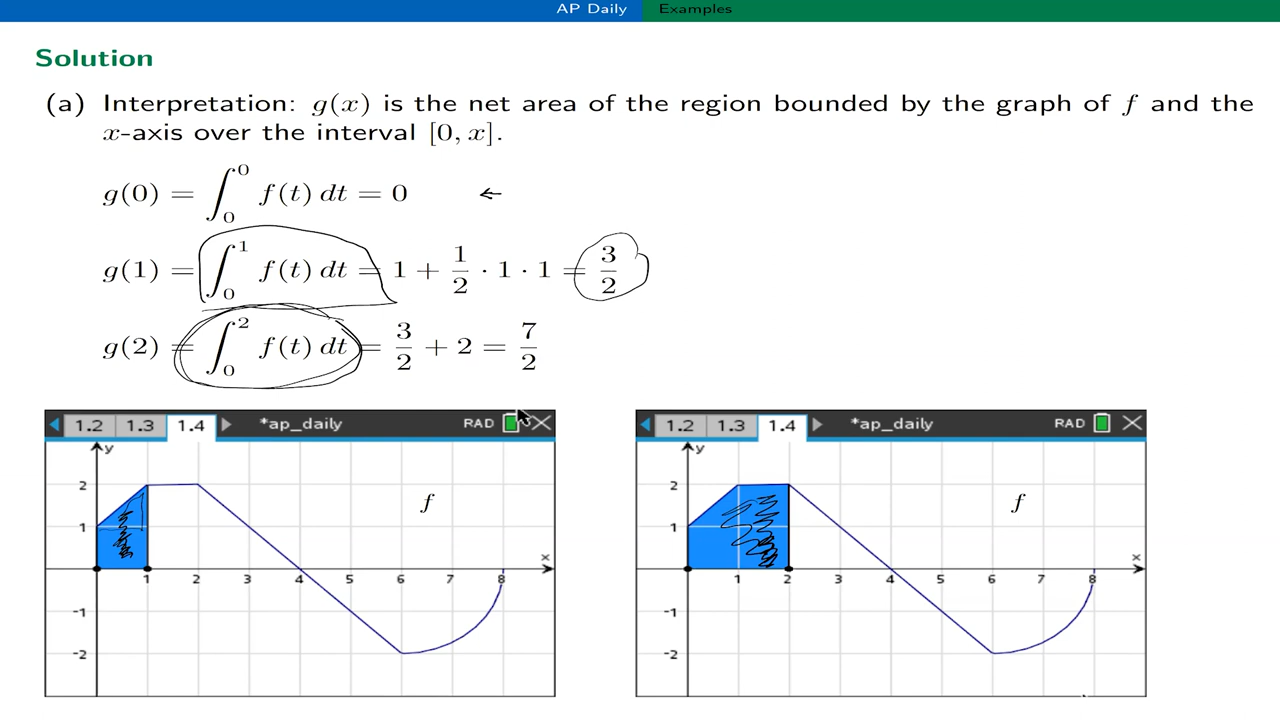 AP Daily Examples
Solution
(a) Interpretation: g(x) is the net area of the region bounded by the graph of f and the
x-axis over the interval [0, x].
g(0) = ∫₀⁰ f(t) dt = 0 ←
g(1) = ∫₀¹ f(t) dt = 1 + 1/2 · 1 · 1 = 3/2
g(2) = ∫₀² f(t) dt = 3/2 + 2 = 7/2
1.2 1.3 1.4 *ap_daily RAD
y
2
f
1
x
1 2 3 4 5 6 7 8
-1
-2
1.2 1.3 1.4 *ap_daily RAD
y
2
f
1
x
1 2 3 4 5 6 7 8
-1
-2